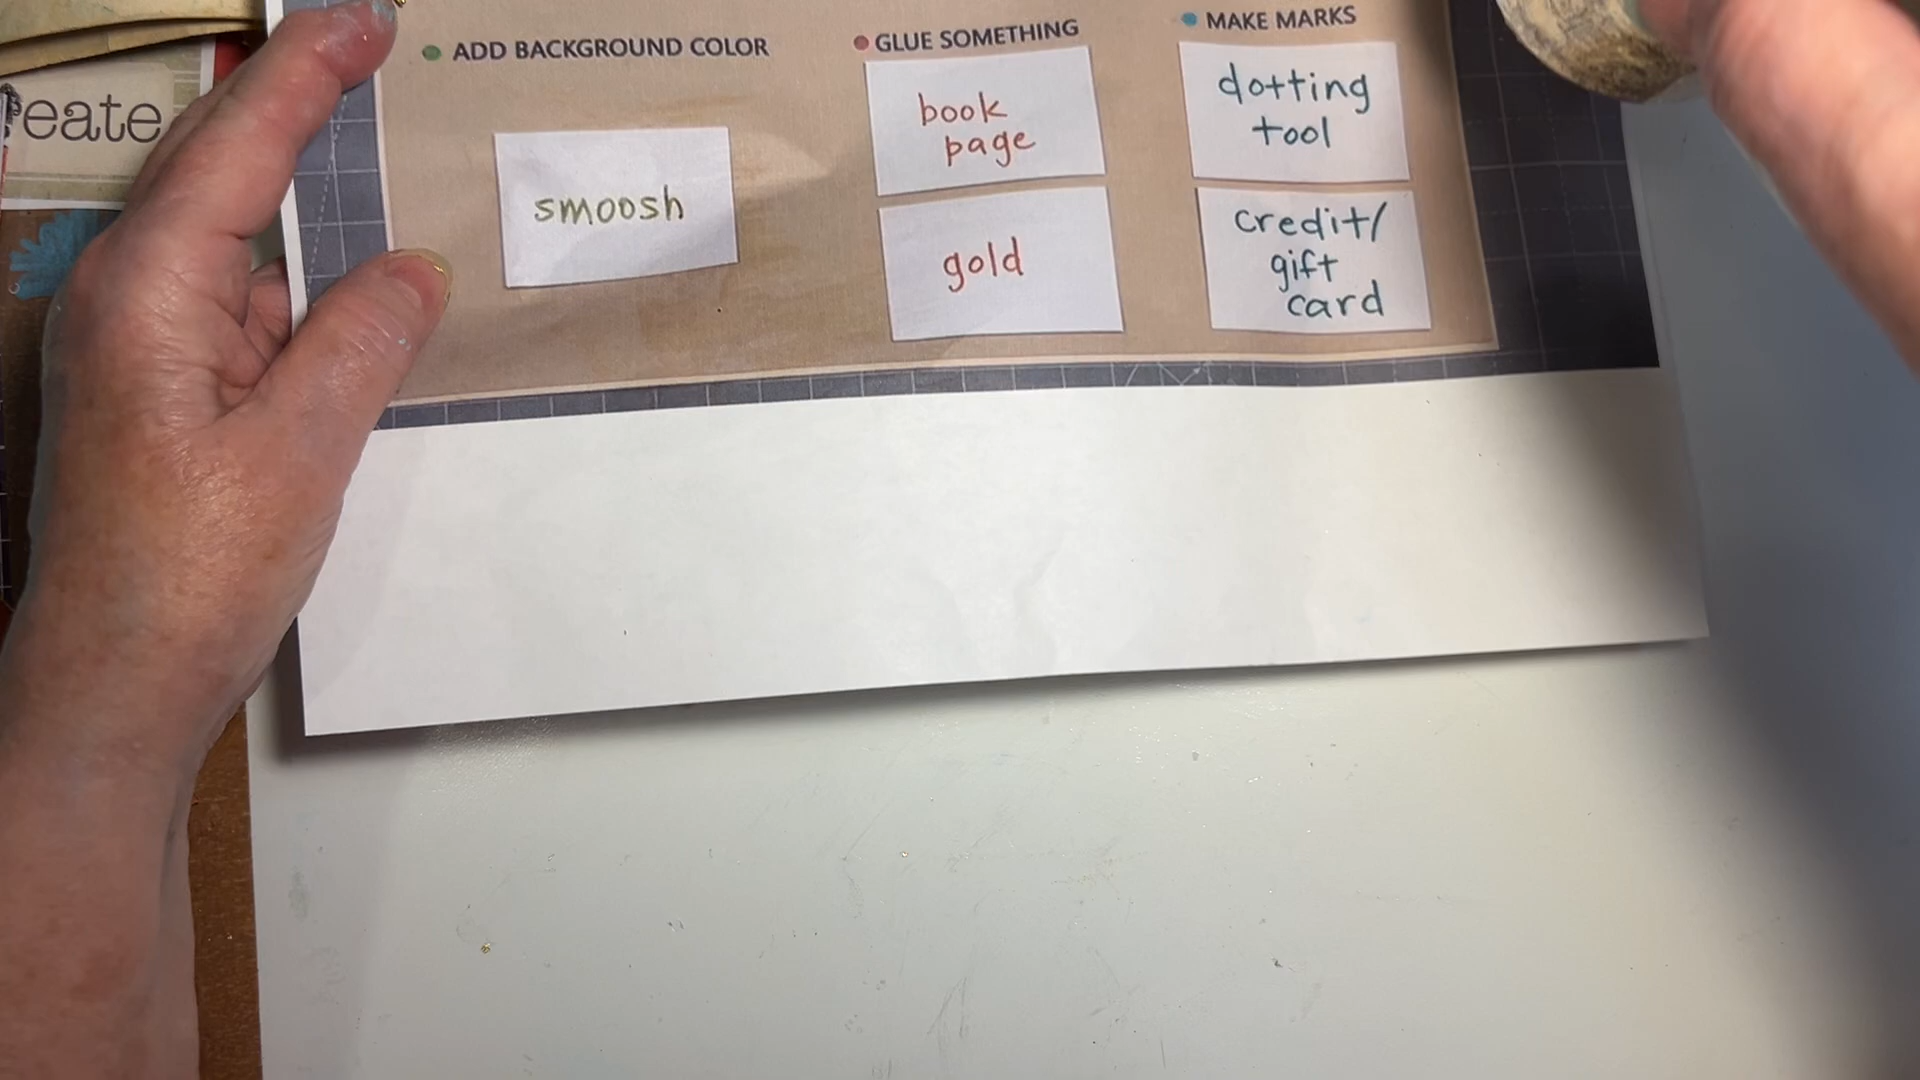 eate
ADD BACKGROUND COLOR
smoosh
GLUE SOMETHING
book
page
gold
MAKE MARKS
dotting
tool
credit/
gift
card